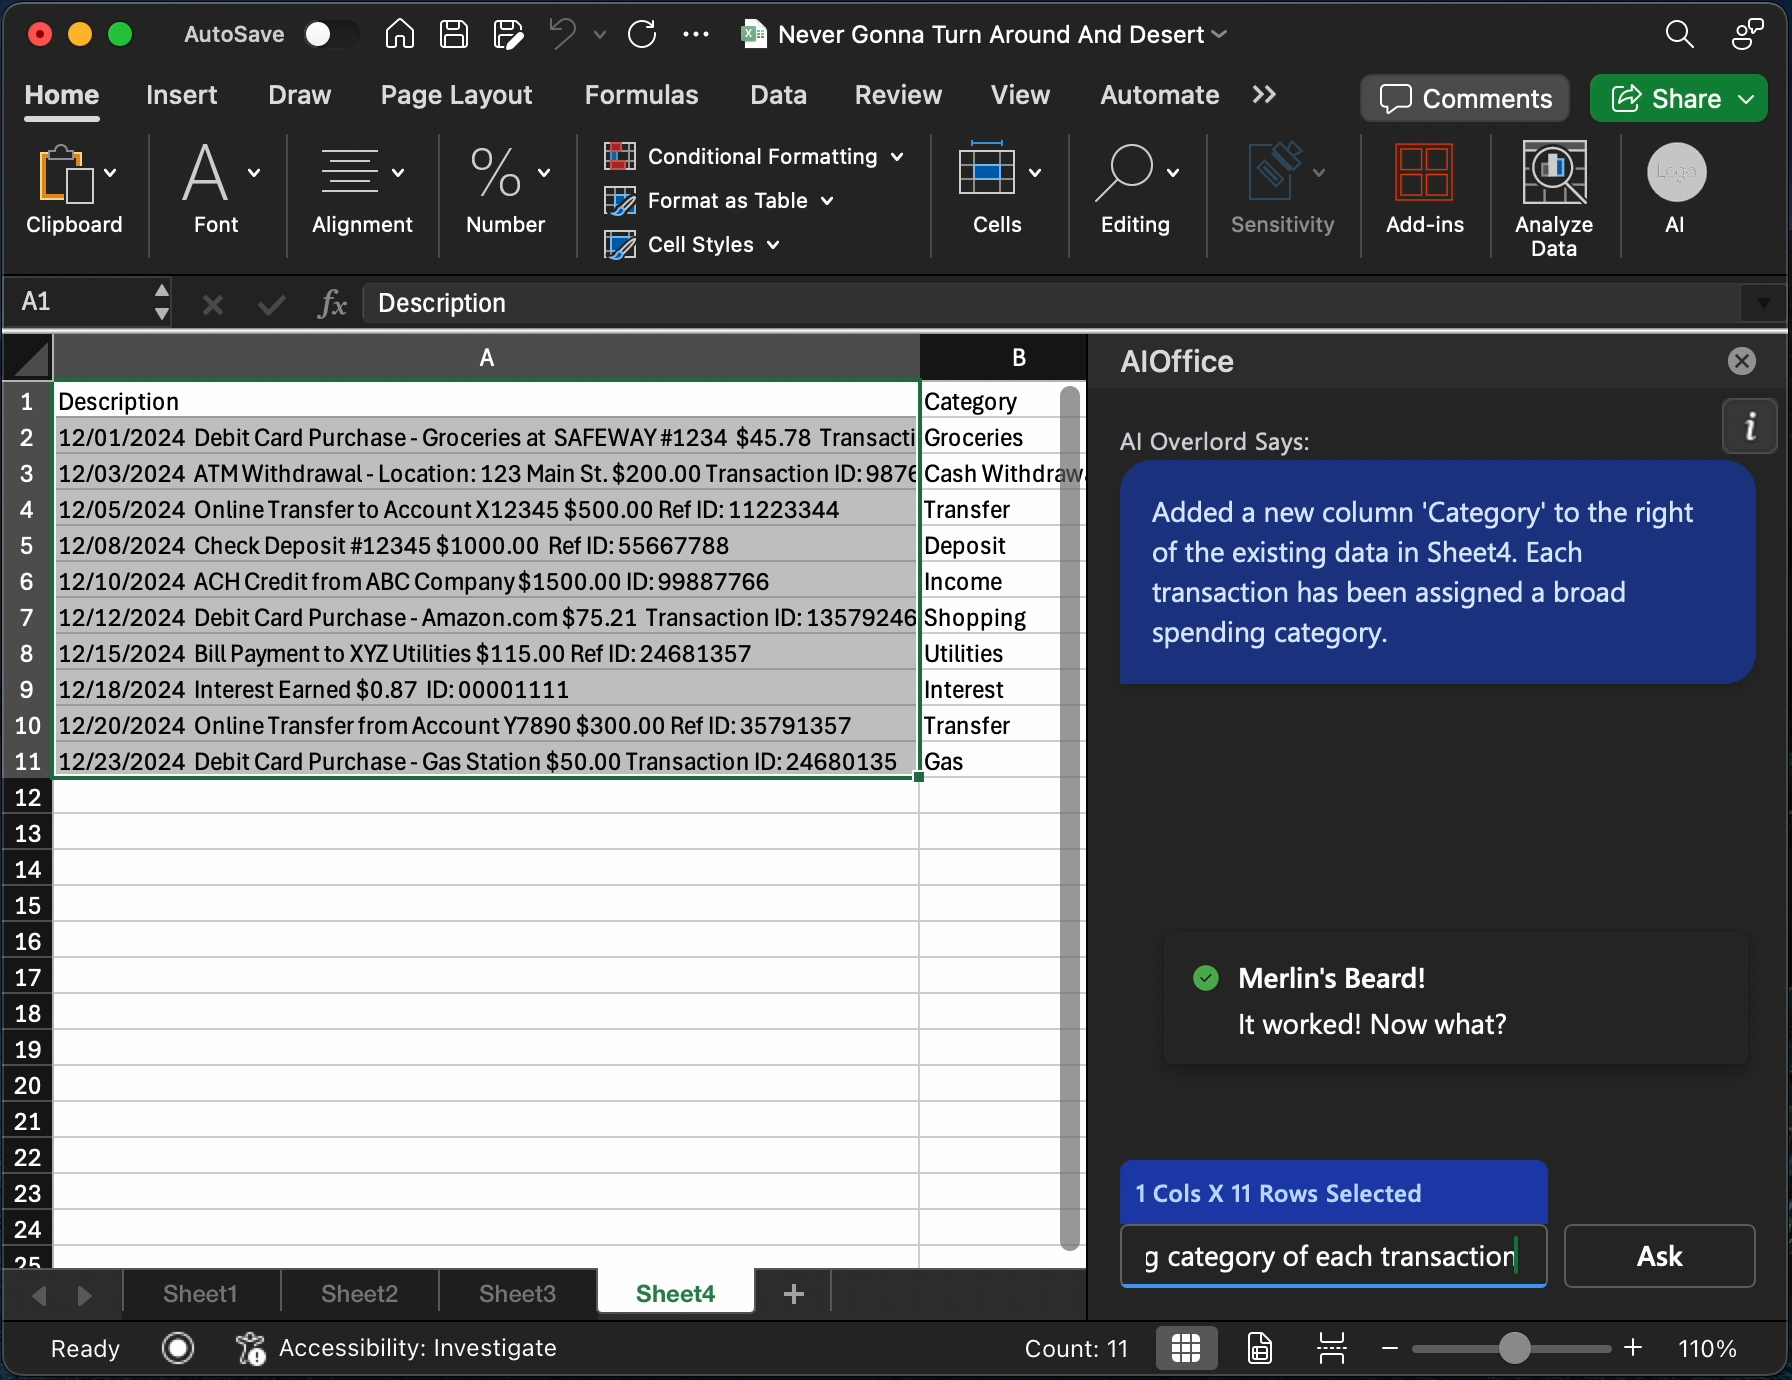 AutoSave
Never Gonna Turn Around And Desert
Home Insert Draw Page Layout Formulas Data Review View Automate
Comments
Share
Clipboard
Font
Alignment
Number
Conditional Formatting
Format as Table
Cell Styles
Cells
Editing
Sensitivity
Add-ins
Analyze
Data
Logo
AI
A1
fx
Description
A B
1 Description Category
2 12/01/2024 Debit Card Purchase - Groceries at SAFEWAY #1234 $45.78 Transacti Groceries
3 12/03/2024 ATM Withdrawal - Location: 123 Main St. $200.00 Transaction ID: 9876 Cash Withdrawa
4 12/05/2024 Online Transfer to Account X12345 $500.00 Ref ID: 11223344 Transfer
5 12/08/2024 Check Deposit #12345 $1000.00 Ref ID: 55667788 Deposit
6 12/10/2024 ACH Credit from ABC Company $1500.00 ID: 99887766 Income
7 12/12/2024 Debit Card Purchase - Amazon.com $75.21 Transaction ID: 13579246 Shopping
8 12/15/2024 Bill Payment to XYZ Utilities $115.00 Ref ID: 24681357 Utilities
9 12/18/2024 Interest Earned $0.87 ID: 00001111 Interest
10 12/20/2024 Online Transfer from Account Y7890 $300.00 Ref ID: 35791357 Transfer
11 12/23/2024 Debit Card Purchase - Gas Station $50.00 Transaction ID: 24680135 Gas
12
13
14
15
16
17
18
19
20
21
22
23
24
25
AIOffice
i
AI Overlord Says:
Added a new column 'Category' to the right
of the existing data in Sheet4. Each
transaction has been assigned a broad
spending category.
Merlin's Beard!
It worked! Now what?
1 Cols X 11 Rows Selected
g category of each transaction
Ask
Sheet1 Sheet2 Sheet3 Sheet4
Ready
Accessibility: Investigate
Count: 11
110%